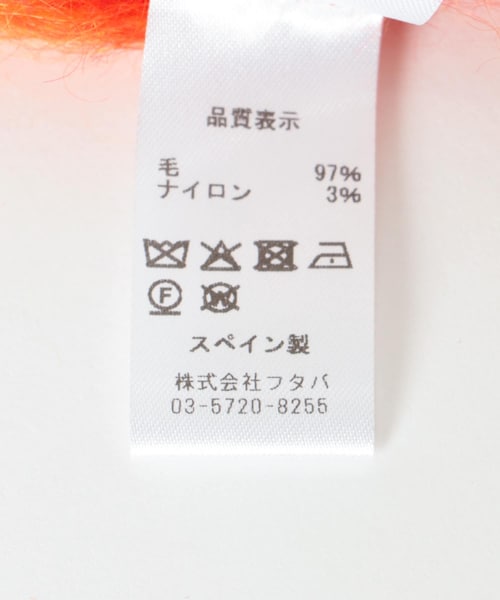 品質表示
毛 97%
ナイロン 3%
F W
スペイン製
株式会社フタバ
03-5720-8255